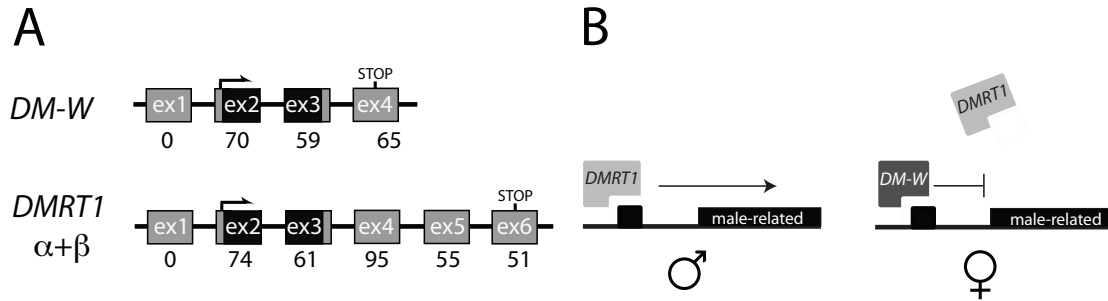 A
DM-W
ex1 ex2 ex3 STOP ex4
0 70 59 65
DMRT1
α+β
ex1 ex2 ex3 ex4 ex5 STOP ex6
0 74 61 95 55 51
B
DMRT1
male-related
♂
DMRT1
DM-W
male-related
♀